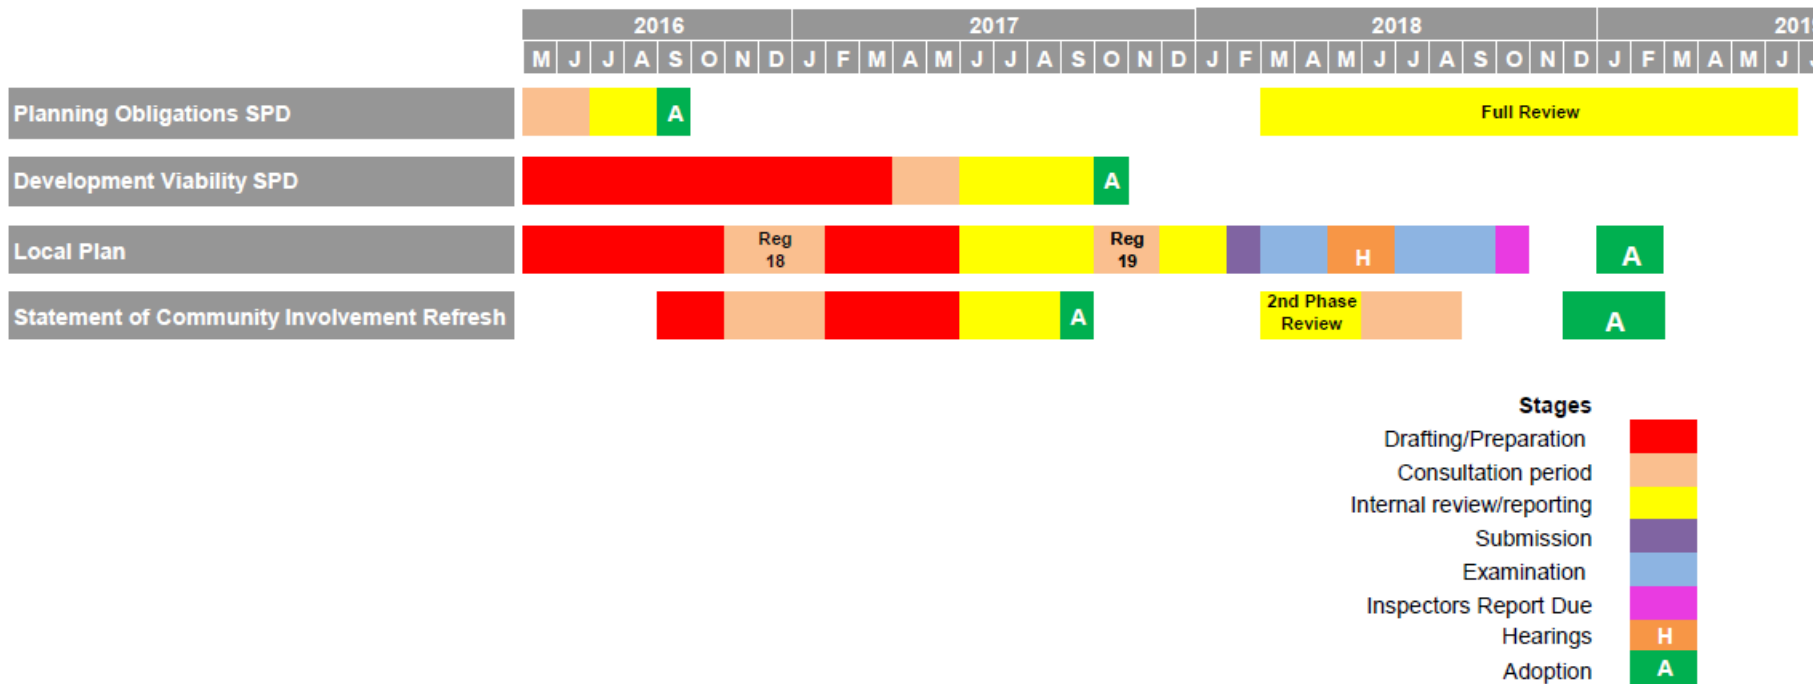 2016 2017 2018 201
M J J A S O N D J F M A M J J A S O N D J F M A M J J A S O N D J F M A M J
Planning Obligations SPD A Full Review
Development Viability SPD A
Local Plan Reg 18 Reg 19 H A
Statement of Community Involvement Refresh A 2nd Phase Review A
Stages
Drafting/Preparation
Consultation period
Internal review/reporting
Submission
Examination
Inspectors Report Due
Hearings H
Adoption A